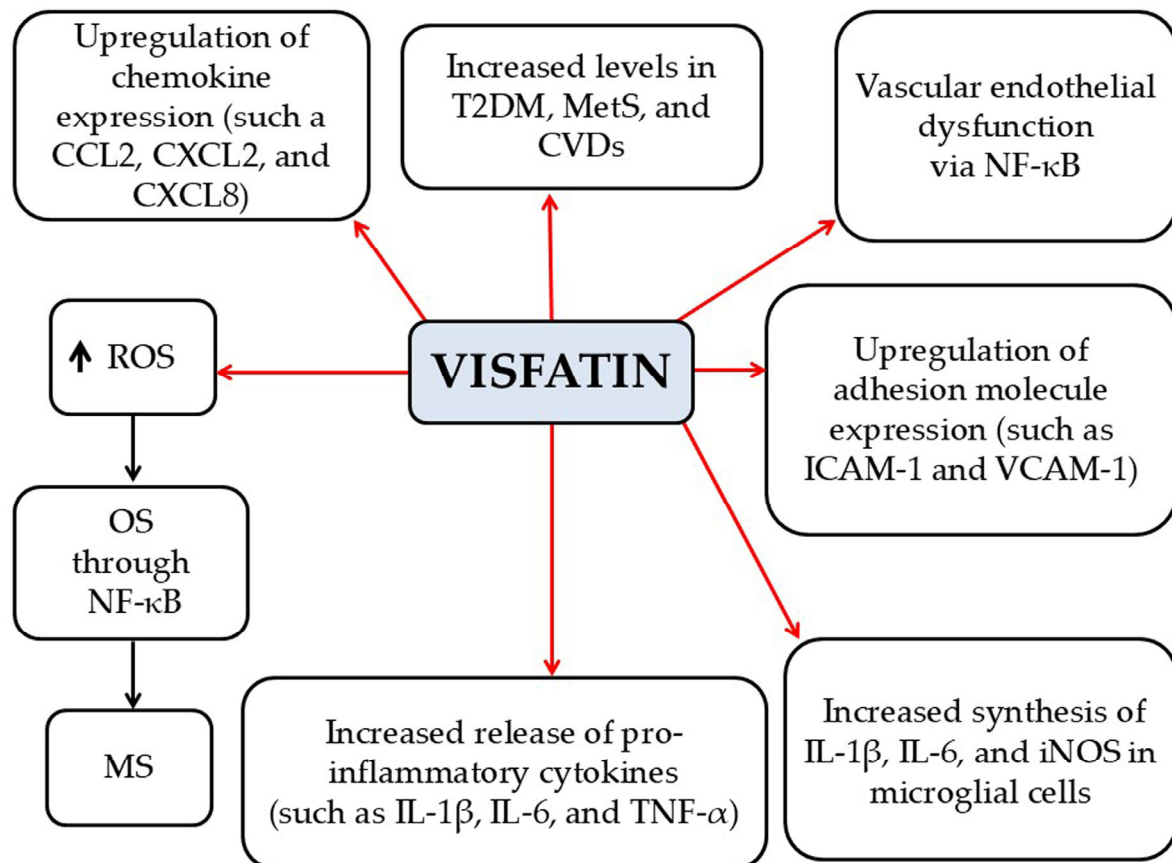 Upregulation of
chemokine
expression (such a
CCL2, CXCL2, and
CXCL8)
Increased levels in
T2DM, MetS, and
CVDs
Vascular endothelial
dysfunction
via NF-κB
ROS
VISFATIN
Upregulation of
adhesion molecule
expression (such as
ICAM-1 and VCAM-1)
OS
through
NF-κB
MS
Increased release of pro-
inflammatory cytokines
(such as IL-1β, IL-6, and TNF-α)
Increased synthesis of
IL-1β, IL-6, and iNOS in
microglial cells